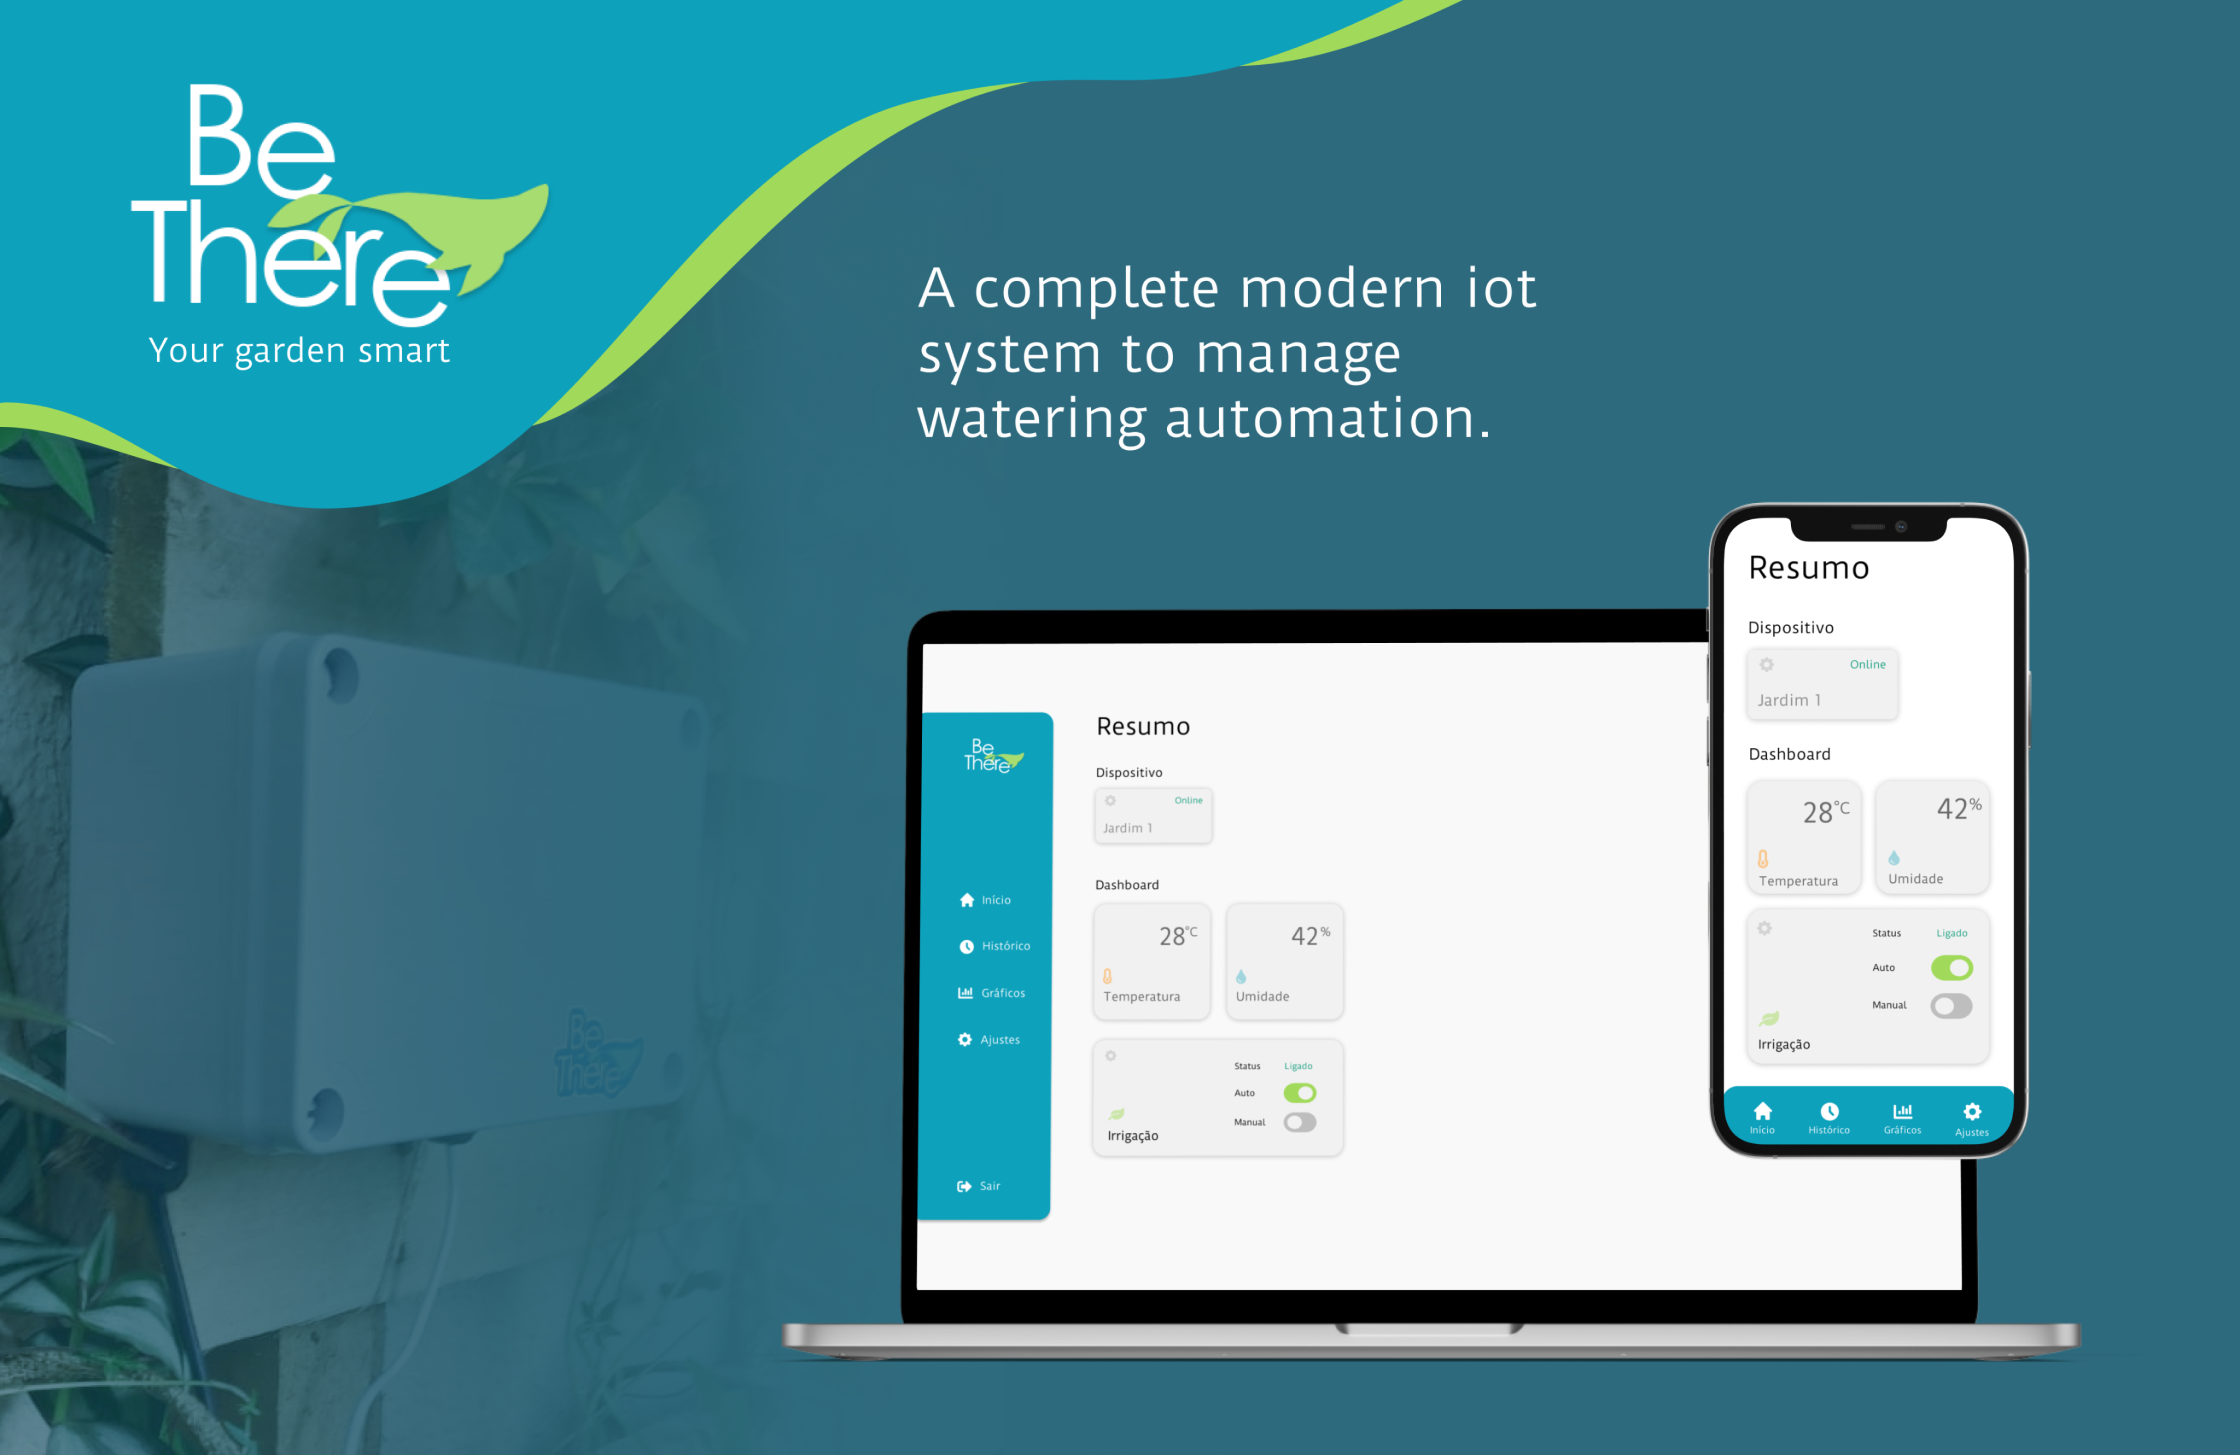 Be
There
Your garden smart
A complete modern iot
system to manage
watering automation.
Be
There
Be
There
Início
Histórico
Gráficos
Ajustes
Sair
Resumo
Dispositivo
Online
Jardim 1
Dashboard
28°C
Temperatura
42%
Umidade
Status Ligado
Auto
Manual
Irrigação
Resumo
Dispositivo
Online
Jardim 1
Dashboard
28°C
Temperatura
42%
Umidade
Status Ligado
Auto
Manual
Irrigação
Início Histórico Gráficos Ajustes